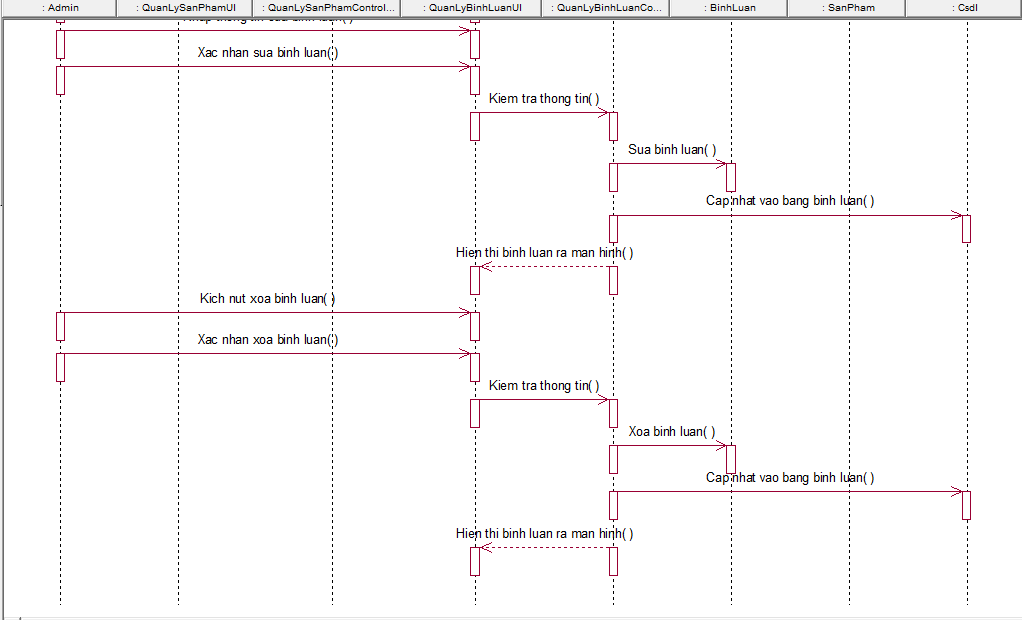 : Admin
: QuanLySanPhamUI
: QuanLySanPhamControl...
: QuanLyBinhLuanUI
: QuanLyBinhLuanCo...
: BinhLuan
: SanPham
: Csdl
Xac nhan sua binh luan( )
Kiem tra thong tin( )
Sua binh luan( )
Cap nhat vao bang binh luan( )
Hien thi binh luan ra man hinh( )
Kich nut xoa binh luan( )
Xac nhan xoa binh luan( )
Kiem tra thong tin( )
Xoa binh luan( )
Cap nhat vao bang binh luan( )
Hien thi binh luan ra man hinh( )